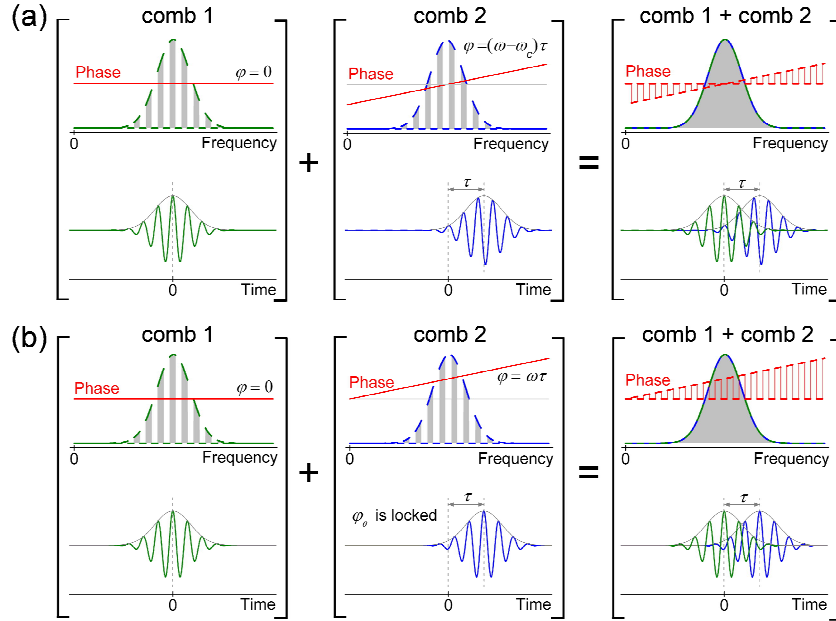 (a)
comb 1
comb 2
comb 1 + comb 2
Phase
φ = 0
Phase
φ=(ω−ω_c)τ
Phase
0
Frequency
0
Frequency
0
Frequency
+
=
τ
τ
0
Time
0
Time
0
Time
(b)
comb 1
comb 2
comb 1 + comb 2
Phase
φ = 0
Phase
φ = ωτ
Phase
0
Frequency
0
Frequency
0
Frequency
+
=
τ
τ
φ₀ is locked
0
Time
0
Time
0
Time